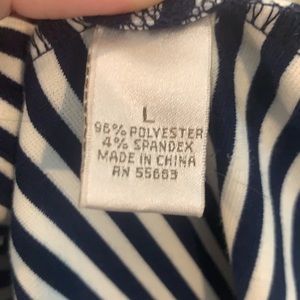 L
96% POLYESTER
4% SPANDEX
MADE IN CHINA
RN 55663